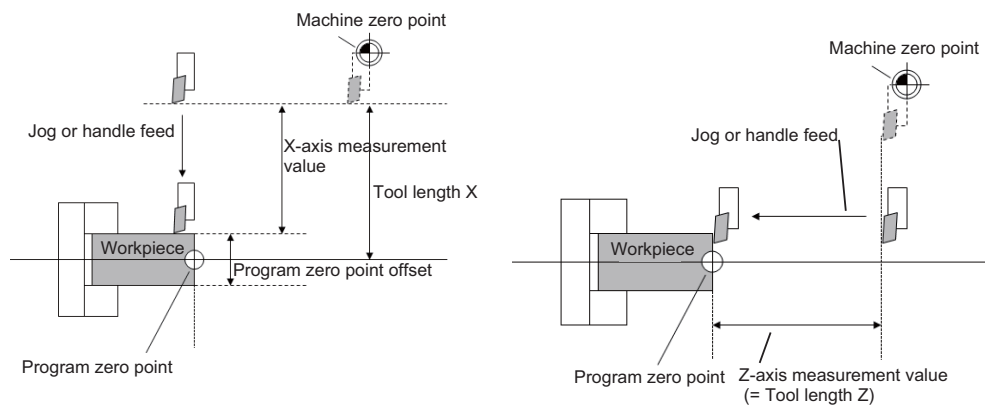 Machine zero point
Jog or handle feed
X-axis measurement
value
Tool length X
Workpiece
Program zero point offset
Program zero point
Machine zero point
Jog or handle feed
Workpiece
Program zero point
Z-axis measurement value
(= Tool length Z)